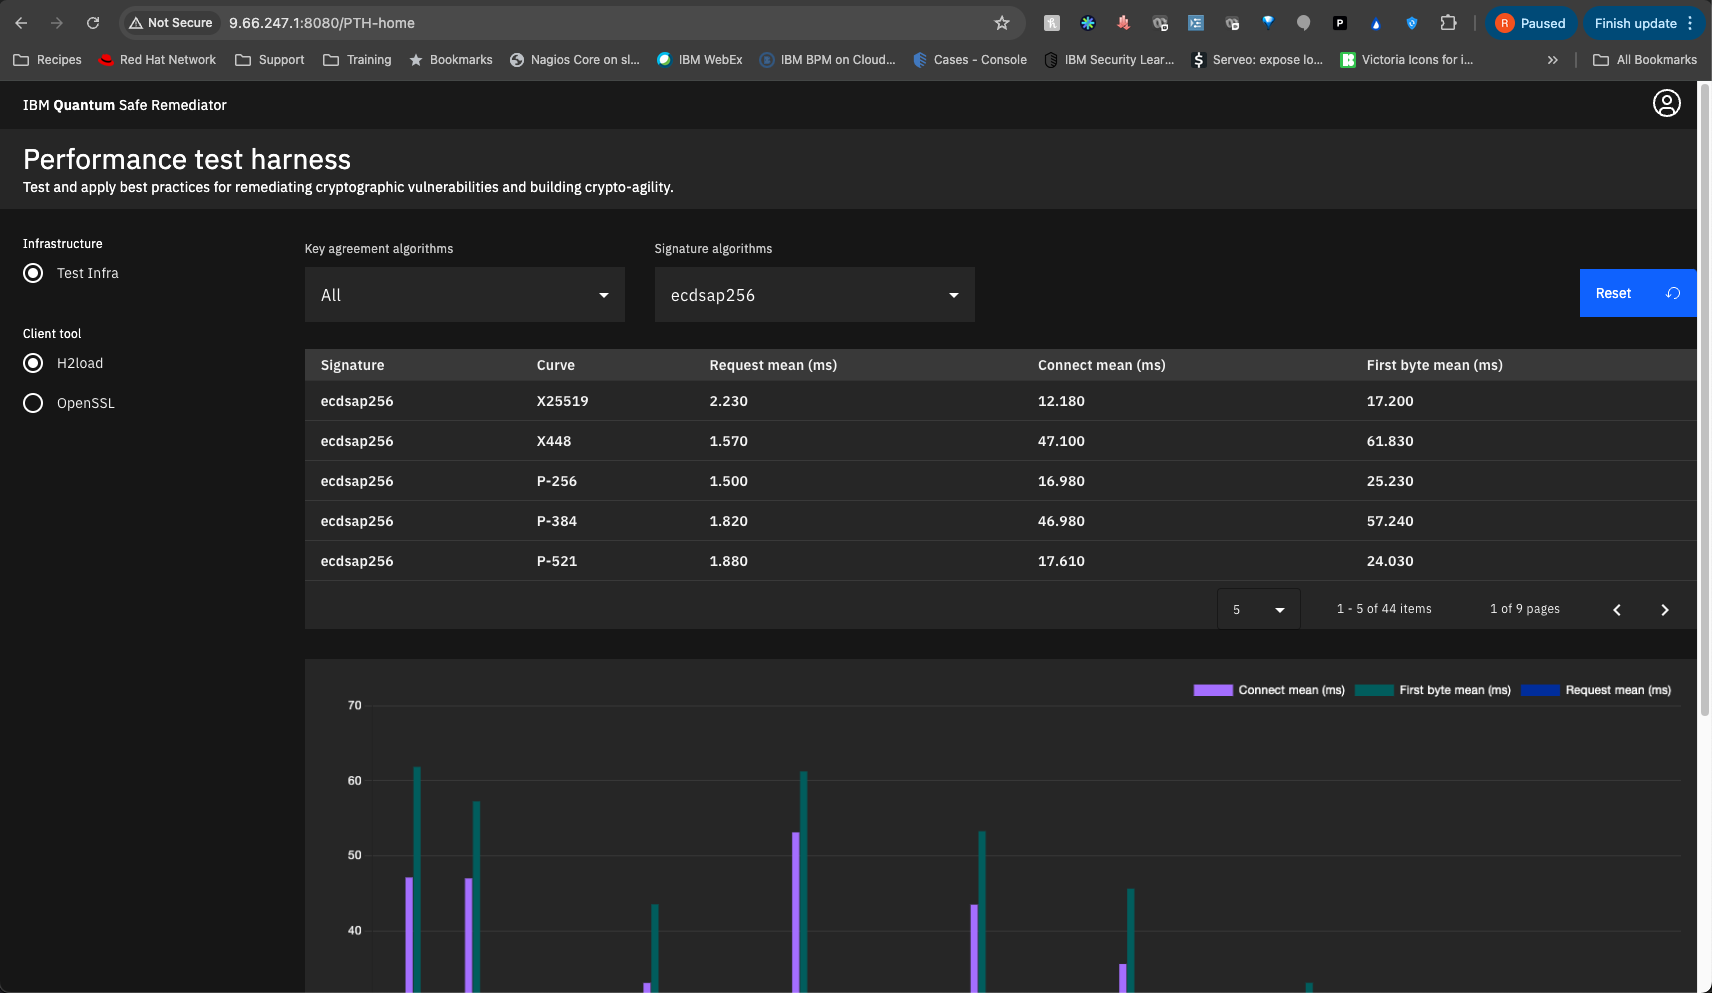 Not Secure 9.66.247.1:8080/PTH-home Paused Finish update
Recipes Red Hat Network Support Training Bookmarks Nagios Core on sl... IBM WebEx IBM BPM on Cloud... Cases - Console IBM Security Lear... Serveo: expose lo... Victoria Icons for i... All Bookmarks
IBM Quantum Safe Remediator
Performance test harness
Test and apply best practices for remediating cryptographic vulnerabilities and building crypto-agility.
Infrastructure
Test Infra
Client tool
H2load
OpenSSL
Key agreement algorithms Signature algorithms
All ecdsap256 Reset
Signature Curve Request mean (ms) Connect mean (ms) First byte mean (ms)
ecdsap256 X25519 2.230 12.180 17.200
ecdsap256 X448 1.570 47.100 61.830
ecdsap256 P-256 1.500 16.980 25.230
ecdsap256 P-384 1.820 46.980 57.240
ecdsap256 P-521 1.880 17.610 24.030
5 1 - 5 of 44 items 1 of 9 pages
Connect mean (ms) First byte mean (ms) Request mean (ms)
70
60
50
40